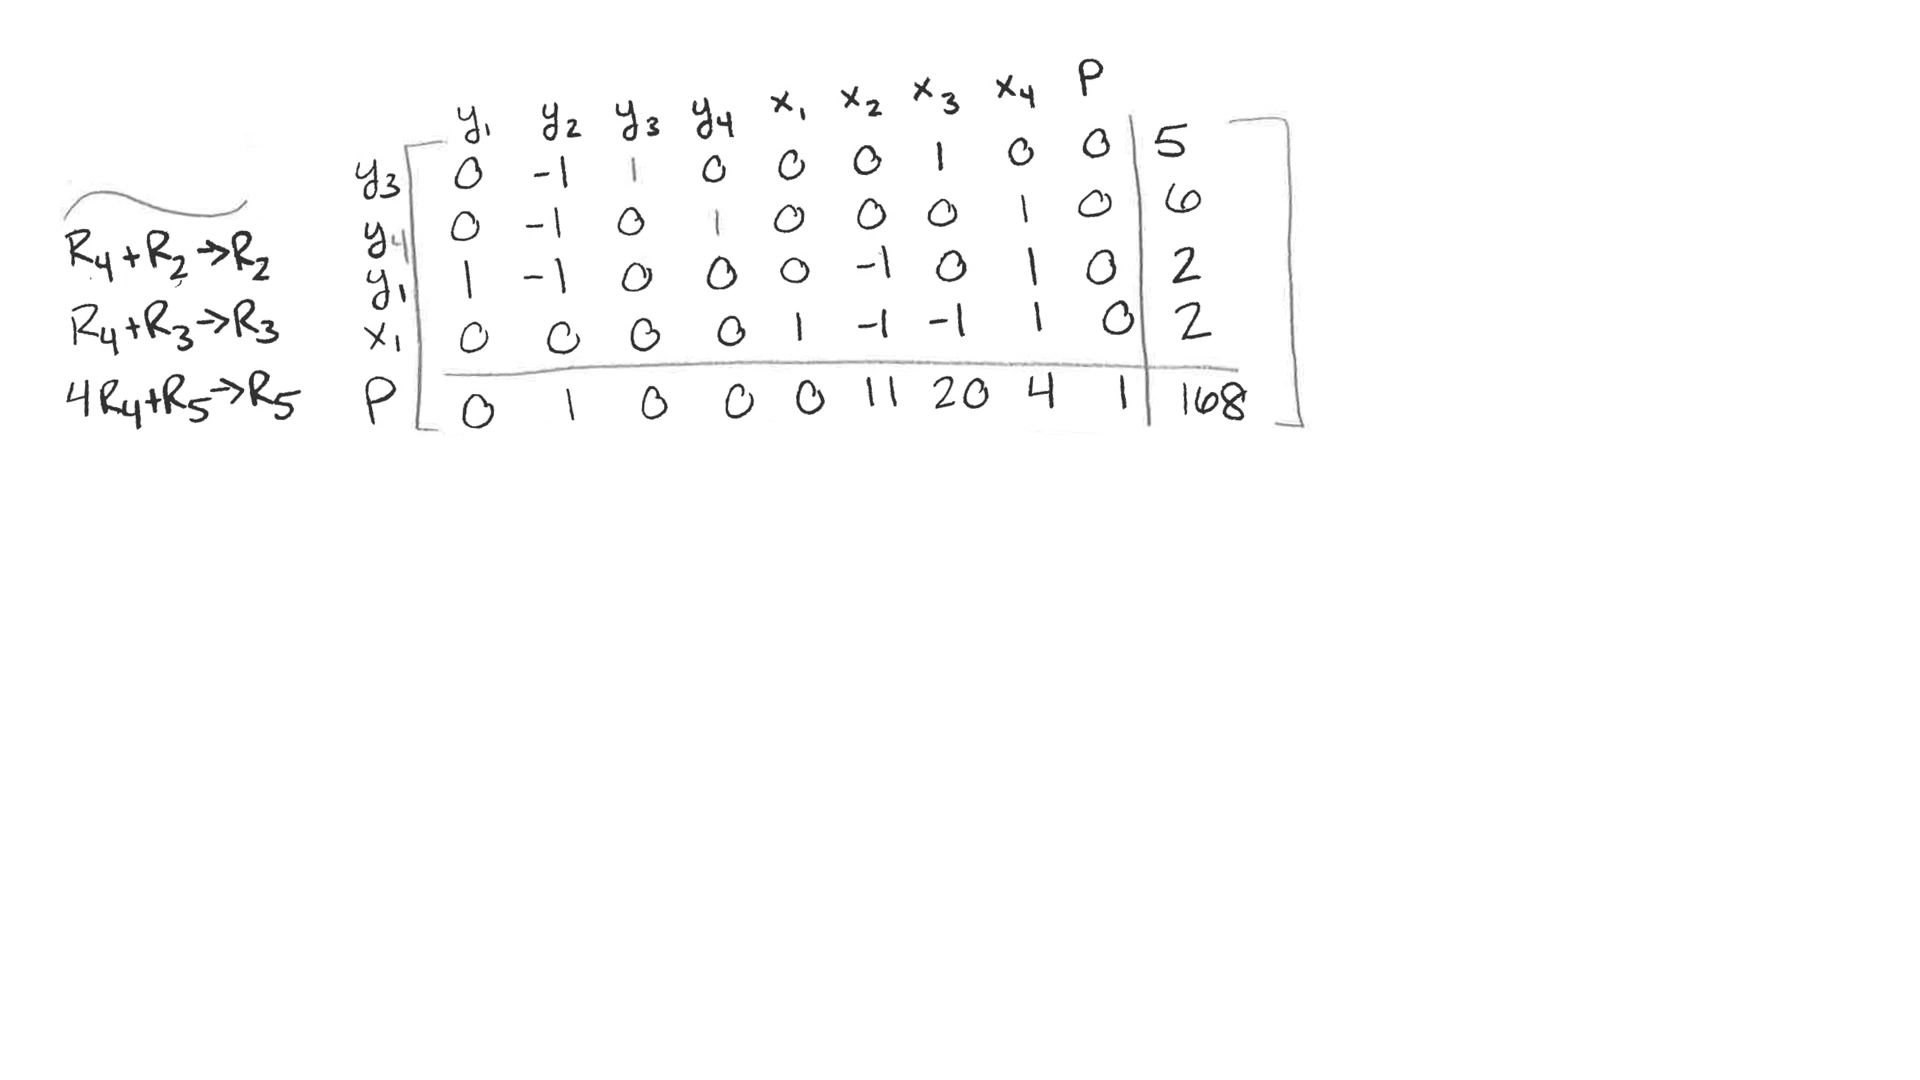 y₁ y₂ y₃ y₄ x₁ x₂ x₃ x₄ P
y₃ 0 -1 1 0 0 0 1 0 0 | 5
R₄+R₂→R₂ y₄ 0 -1 0 1 0 0 0 1 0 | 6
y₁ 1 -1 0 0 0 -1 0 1 0 | 2
R₄+R₃→R₃ x₁ 0 0 0 0 1 -1 -1 1 0 | 2
4R₄+R₅→R₅ P 0 1 0 0 0 11 20 4 1 | 168